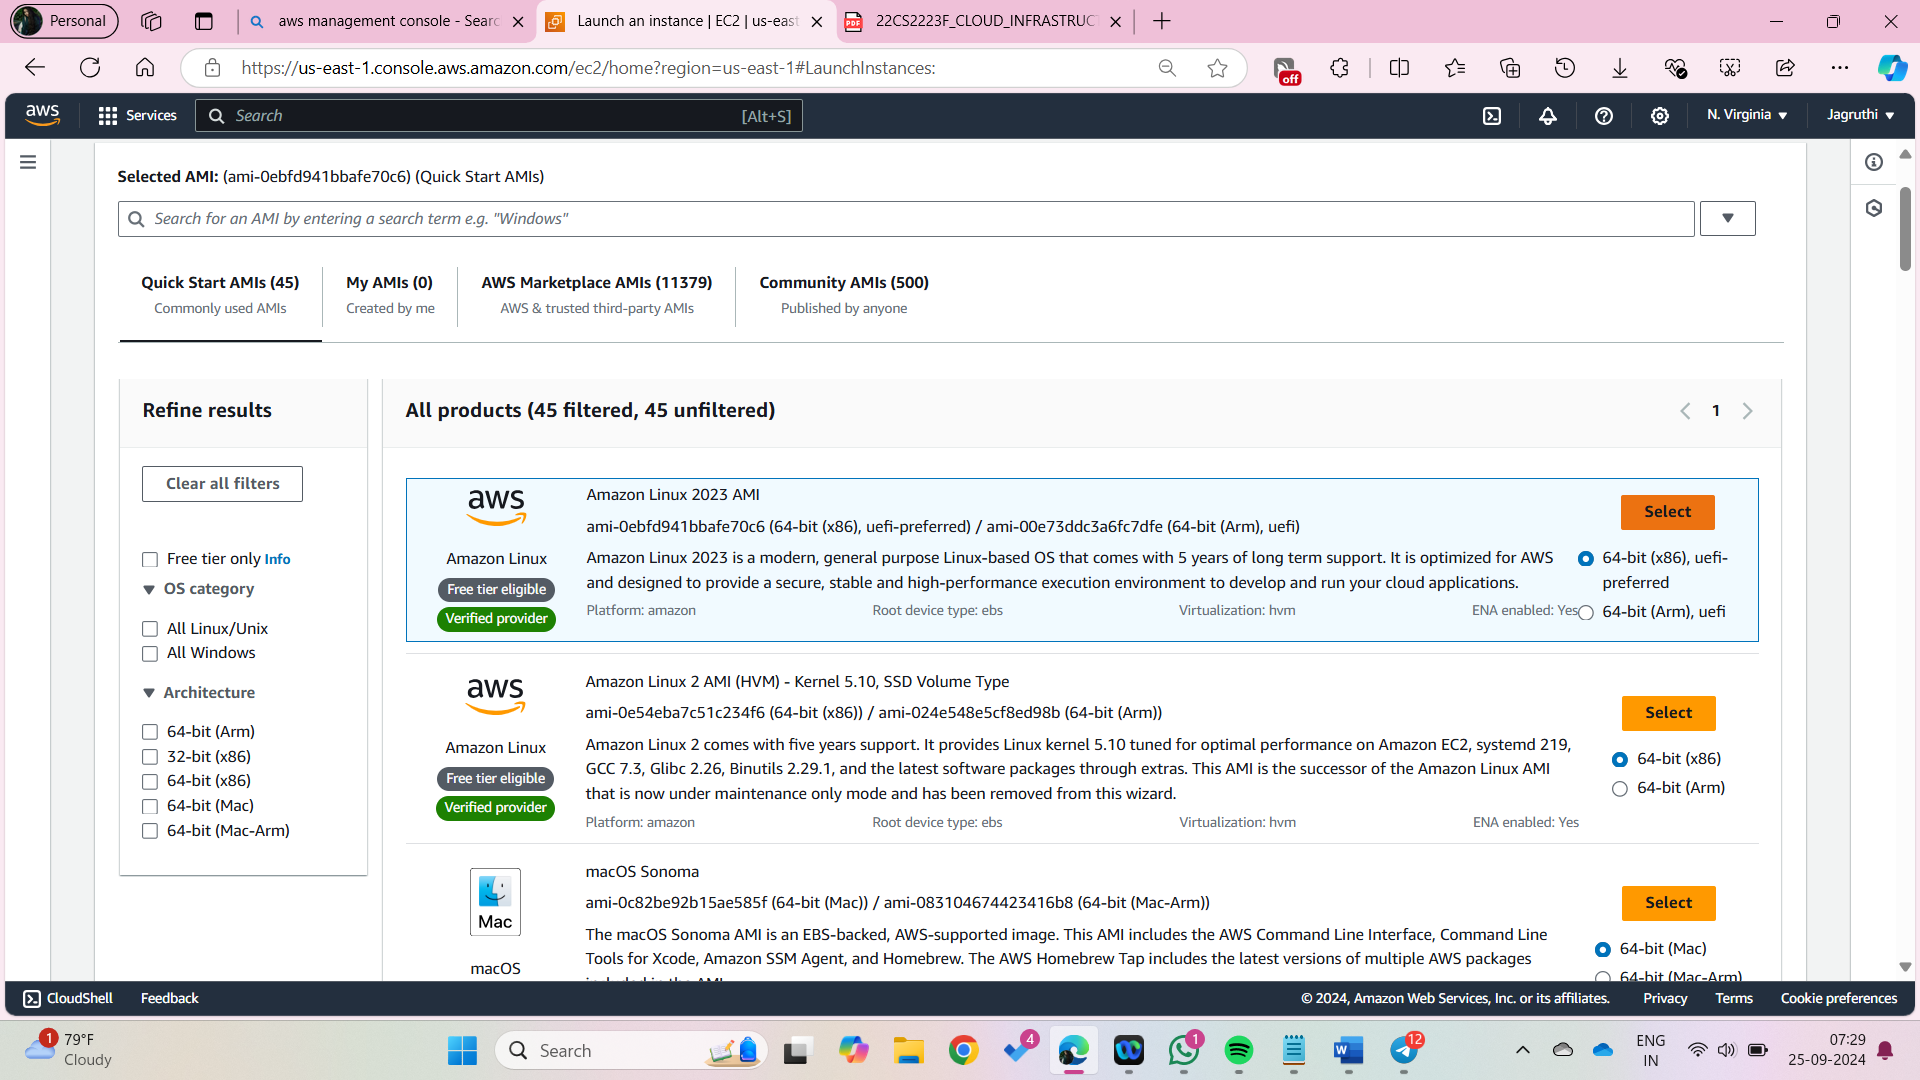 Personal
aws management console - Searc
Launch an instance | EC2 | us-east
22CS2223F_CLOUD_INFRASTRUCT
https://us-east-1.console.aws.amazon.com/ec2/home?region=us-east-1#LaunchInstances:
off
aws
Services
Search
[Alt+S]
N. Virginia
Jagruthi
Selected AMI: (ami-0ebfd941bbafe70c6) (Quick Start AMIs)
Search for an AMI by entering a search term e.g. "Windows"
Quick Start AMIs (45)
Commonly used AMIs
My AMIs (0)
Created by me
AWS Marketplace AMIs (11379)
AWS & trusted third-party AMIs
Community AMIs (500)
Published by anyone
Refine results
Clear all filters
Free tier only Info
OS category
All Linux/Unix
All Windows
Architecture
64-bit (Arm)
32-bit (x86)
64-bit (x86)
64-bit (Mac)
64-bit (Mac-Arm)
All products (45 filtered, 45 unfiltered)
1
aws
Amazon Linux
Free tier eligible
Verified provider
Amazon Linux 2023 AMI
ami-0ebfd941bbafe70c6 (64-bit (x86), uefi-preferred) / ami-00e73ddc3a6fc7dfe (64-bit (Arm), uefi)
Amazon Linux 2023 is a modern, general purpose Linux-based OS that comes with 5 years of long term support. It is optimized for AWS
and designed to provide a secure, stable and high-performance execution environment to develop and run your cloud applications.
Platform: amazon
Root device type: ebs
Virtualization: hvm
ENA enabled: Yes
Select
64-bit (x86), uefi-
preferred
64-bit (Arm), uefi
aws
Amazon Linux
Free tier eligible
Verified provider
Amazon Linux 2 AMI (HVM) - Kernel 5.10, SSD Volume Type
ami-0e54eba7c51c234f6 (64-bit (x86)) / ami-024e548e5cf8ed98b (64-bit (Arm))
Amazon Linux 2 comes with five years support. It provides Linux kernel 5.10 tuned for optimal performance on Amazon EC2, systemd 219,
GCC 7.3, Glibc 2.26, Binutils 2.29.1, and the latest software packages through extras. This AMI is the successor of the Amazon Linux AMI
that is now under maintenance only mode and has been removed from this wizard.
Platform: amazon
Root device type: ebs
Virtualization: hvm
ENA enabled: Yes
Select
64-bit (x86)
64-bit (Arm)
Mac
macOS
macOS Sonoma
ami-0c82be92b15ae585f (64-bit (Mac)) / ami-083104674423416b8 (64-bit (Mac-Arm))
The macOS Sonoma AMI is an EBS-backed, AWS-supported image. This AMI includes the AWS Command Line Interface, Command Line
Tools for Xcode, Amazon SSM Agent, and Homebrew. The AWS Homebrew Tap includes the latest versions of multiple AWS packages
included in the AMI.
Select
64-bit (Mac)
64-bit (Mac-Arm)
CloudShell
Feedback
© 2024, Amazon Web Services, Inc. or its affiliates.
Privacy
Terms
Cookie preferences
1
79°F
Cloudy
Search
4
1
12
ENG
IN
07:29
25-09-2024